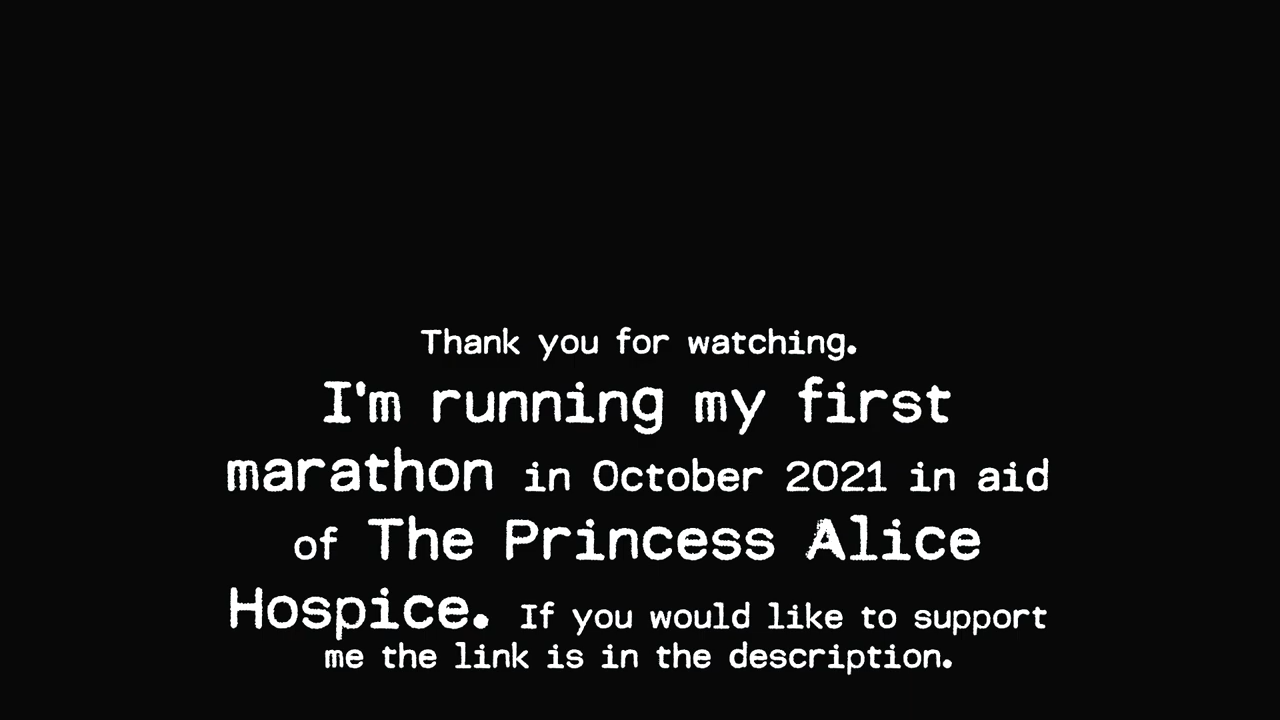 Thank you for watching.
I'm running my first
marathon in October 2021 in aid
of The Princess Alice
Hospice. If you would like to support
me the link is in the description.